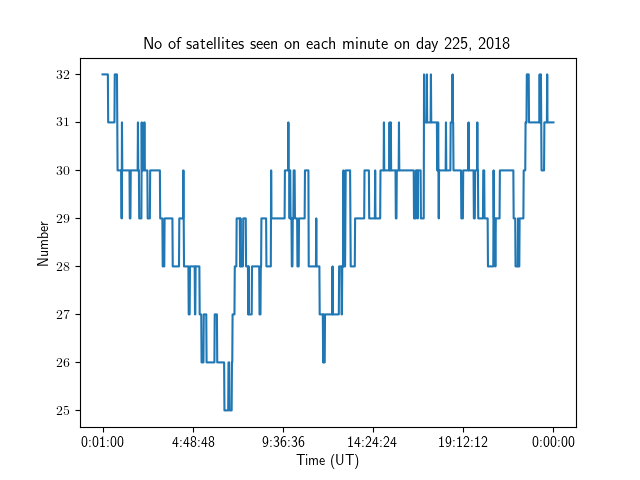 No of satellites seen on each minute on day 225, 2018
32
31
30
29
28
27
26
25
Number
0:01:00 4:48:48 9:36:36 14:24:24 19:12:12 0:00:00
Time (UT)